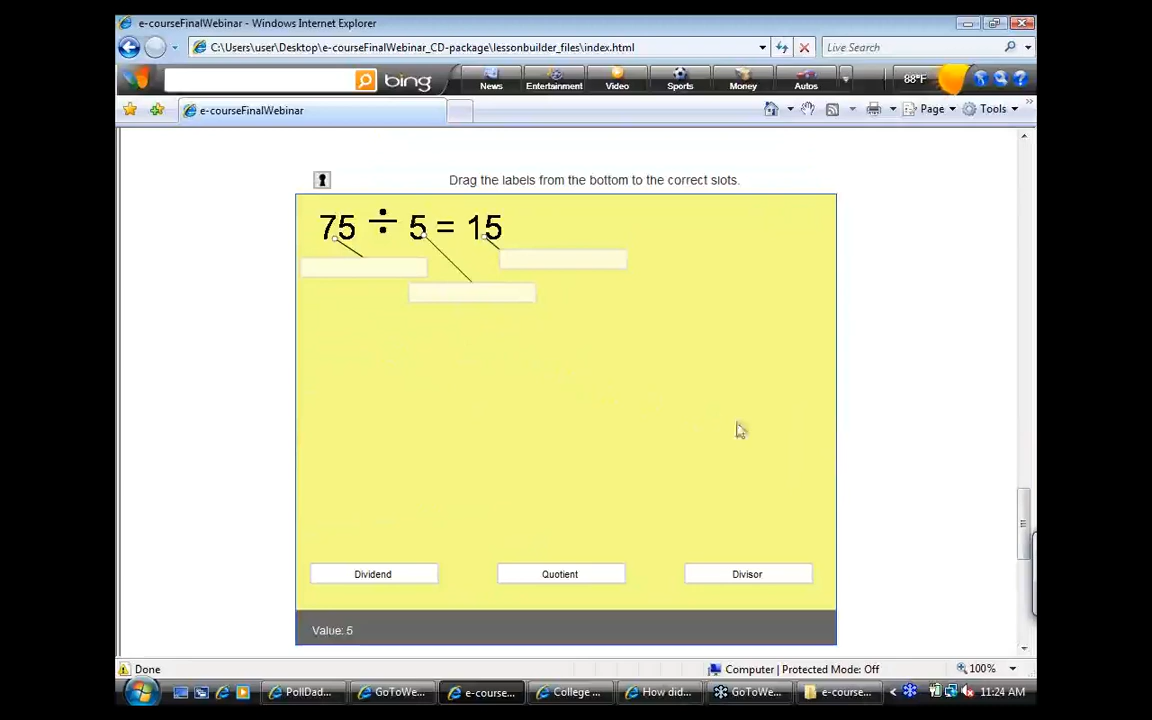 e-courseFinalWebinar - Windows Internet Explorer
C:\Users\user\Desktop\e-courseFinalWebinar_CD-package\lessonbuilder_files\index.html
Live Search
bing
News
Entertainment
Video
Sports
Money
Autos
88°F
e-courseFinalWebinar
Page
Tools
Drag the labels from the bottom to the correct slots.
75 ÷ 5 = 15
Dividend
Quotient
Divisor
Value: 5
Done
Computer | Protected Mode: Off
100%
PollDad...
GoToWe...
e-course...
College ...
How did...
GoToWe...
e-course...
11:24 AM